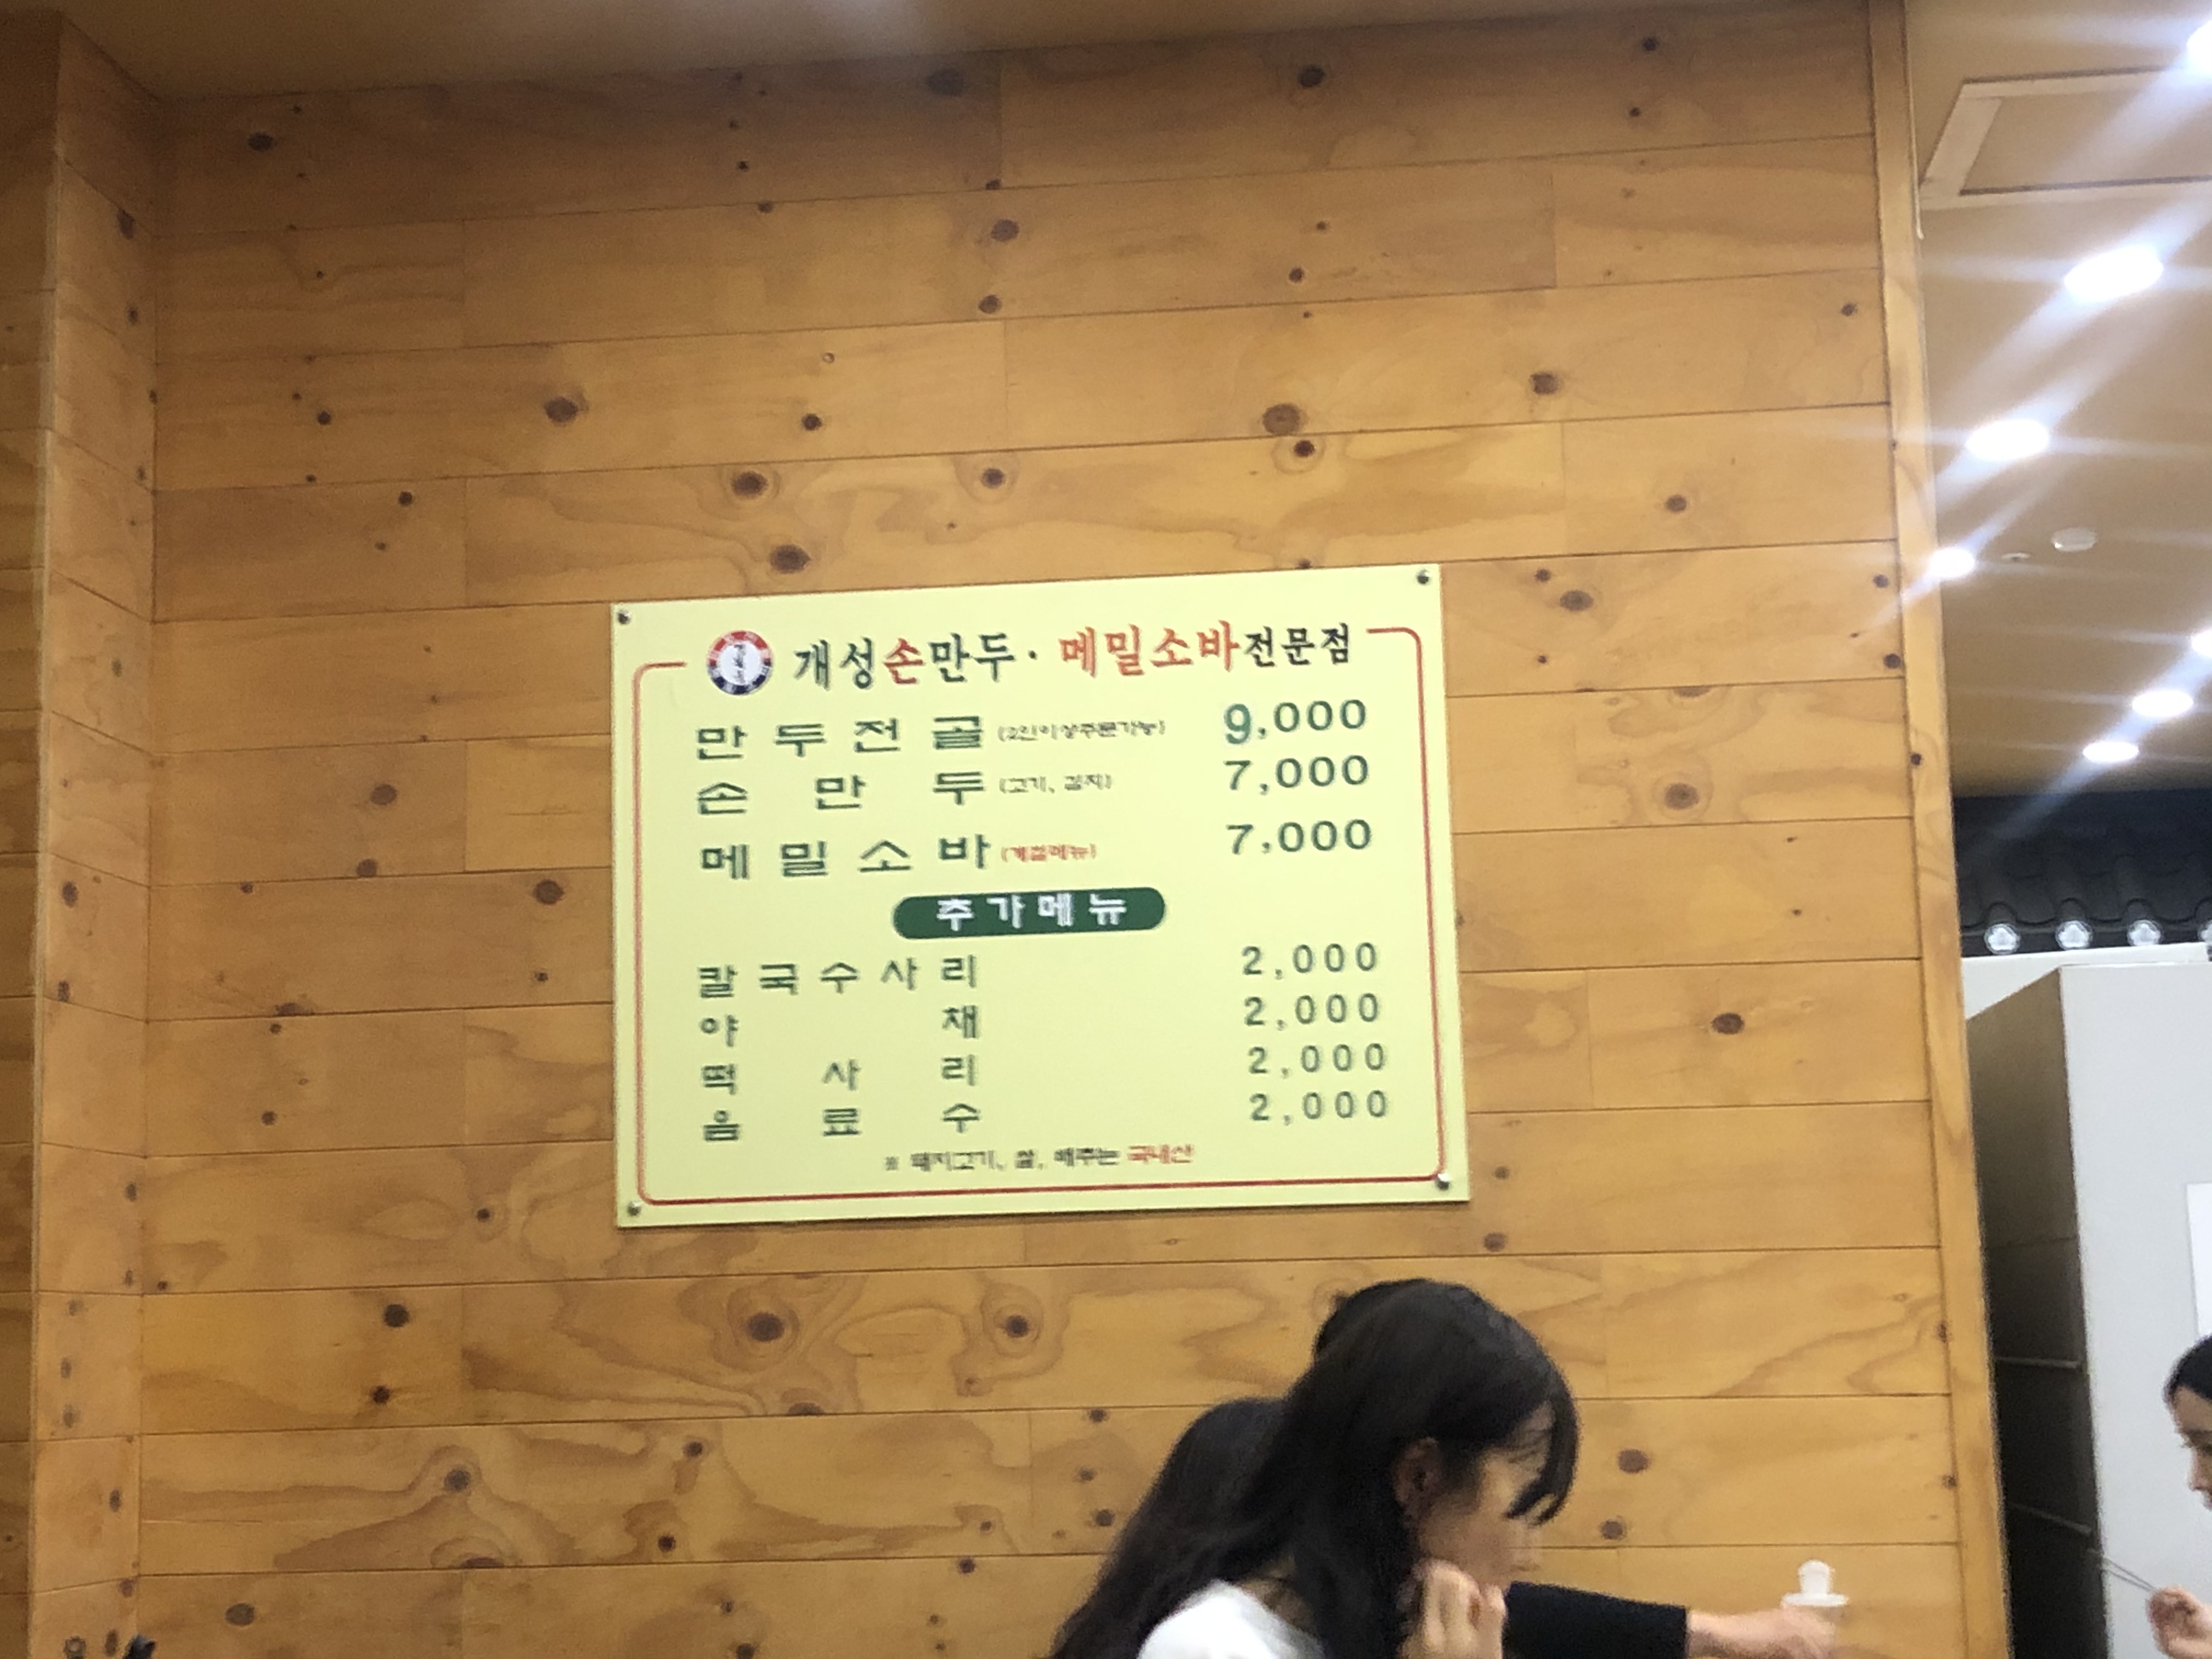 개성손만두 · 메밀소바전문점
만두전골 (2인이상주문가능) 9,000
손만두 (고기, 김치) 7,000
메밀소바 (계절메뉴) 7,000
추가메뉴
칼국수사리 2,000
야채 2,000
떡사리 2,000
음료수 2,000
※ 돼지고기, 쌀, 배추는 국내산